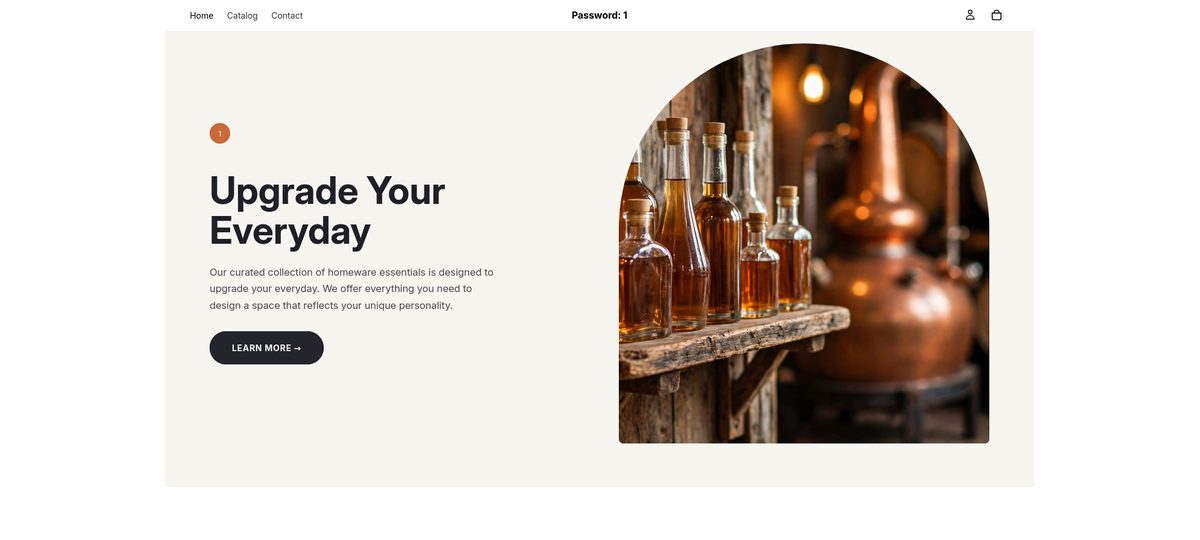 Home Catalog Contact Password: 1
1
Upgrade Your
Everyday
Our curated collection of homeware essentials is designed to
upgrade your everyday. We offer everything you need to
design a space that reflects your unique personality.
LEARN MORE →